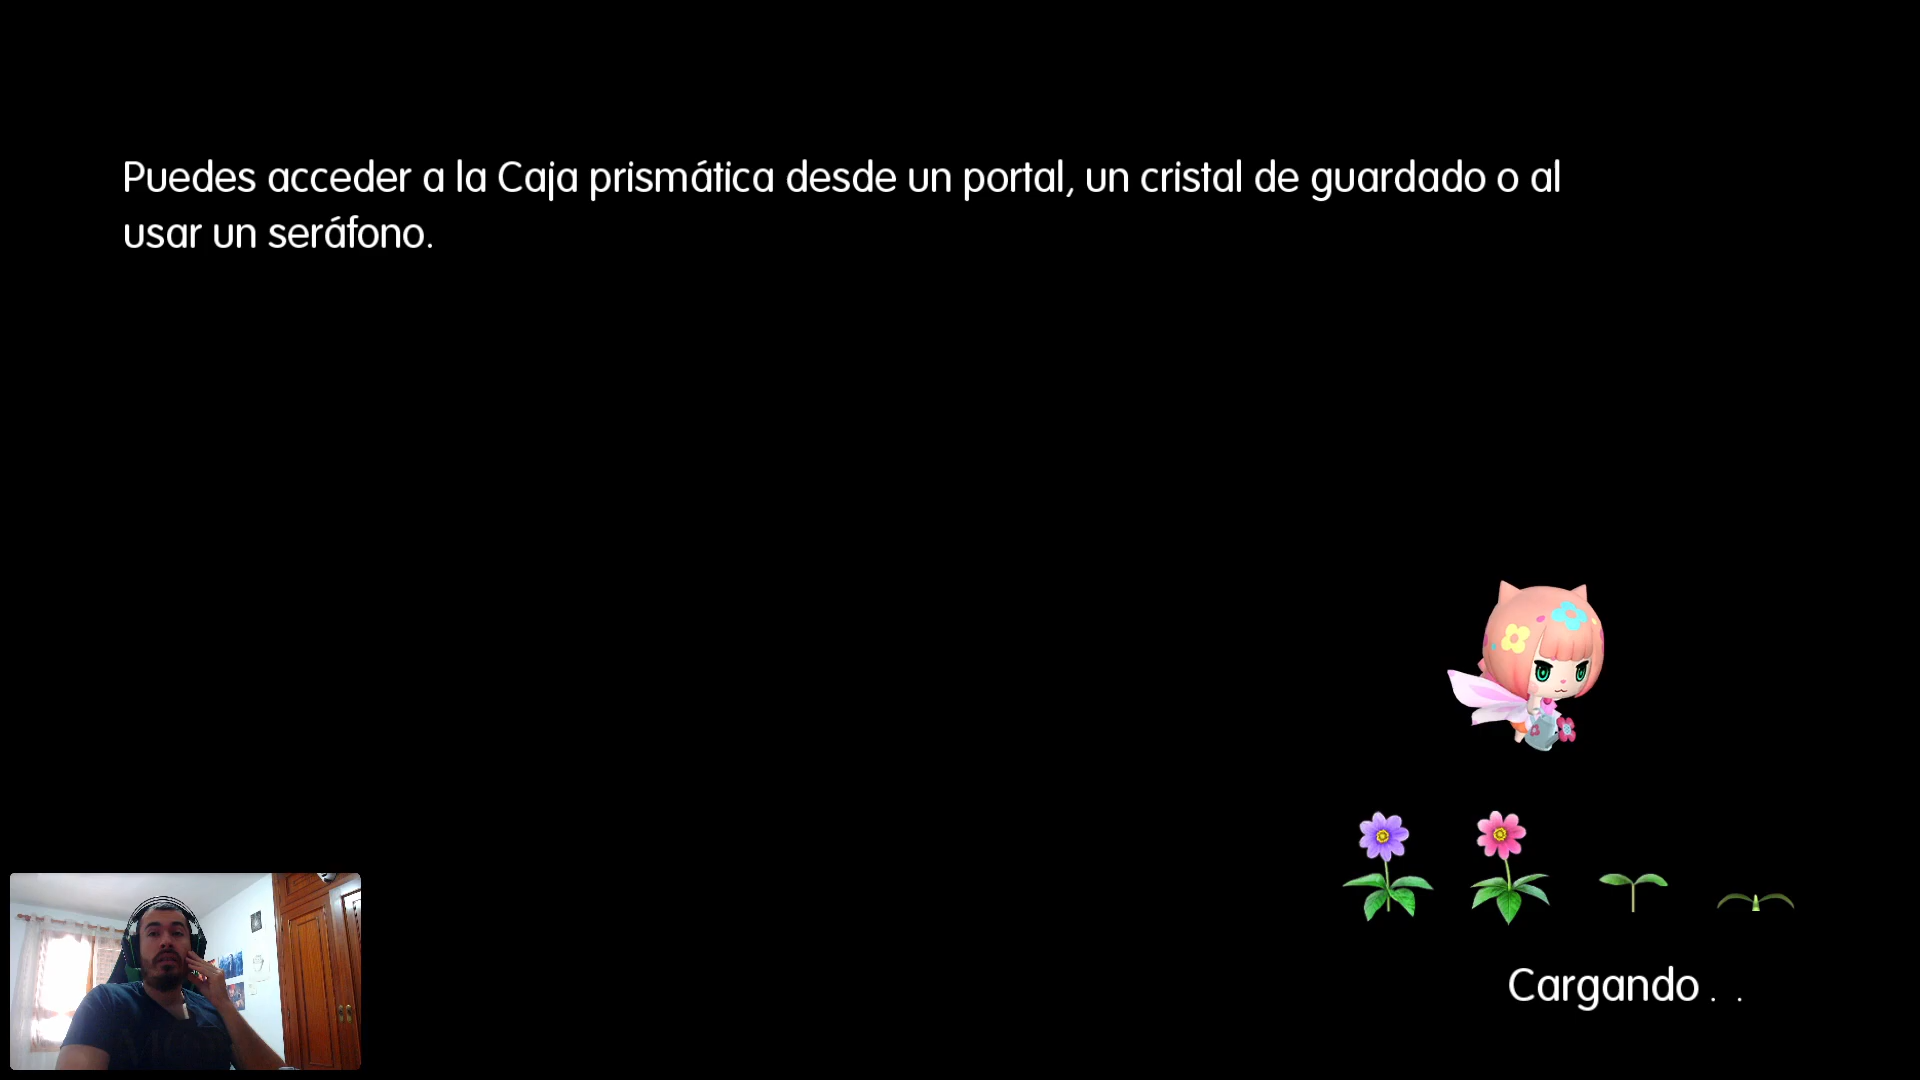 Puedes acceder a la Caja prismática desde un portal, un cristal de guardado o al
usar un seráfono.
Cargando . .